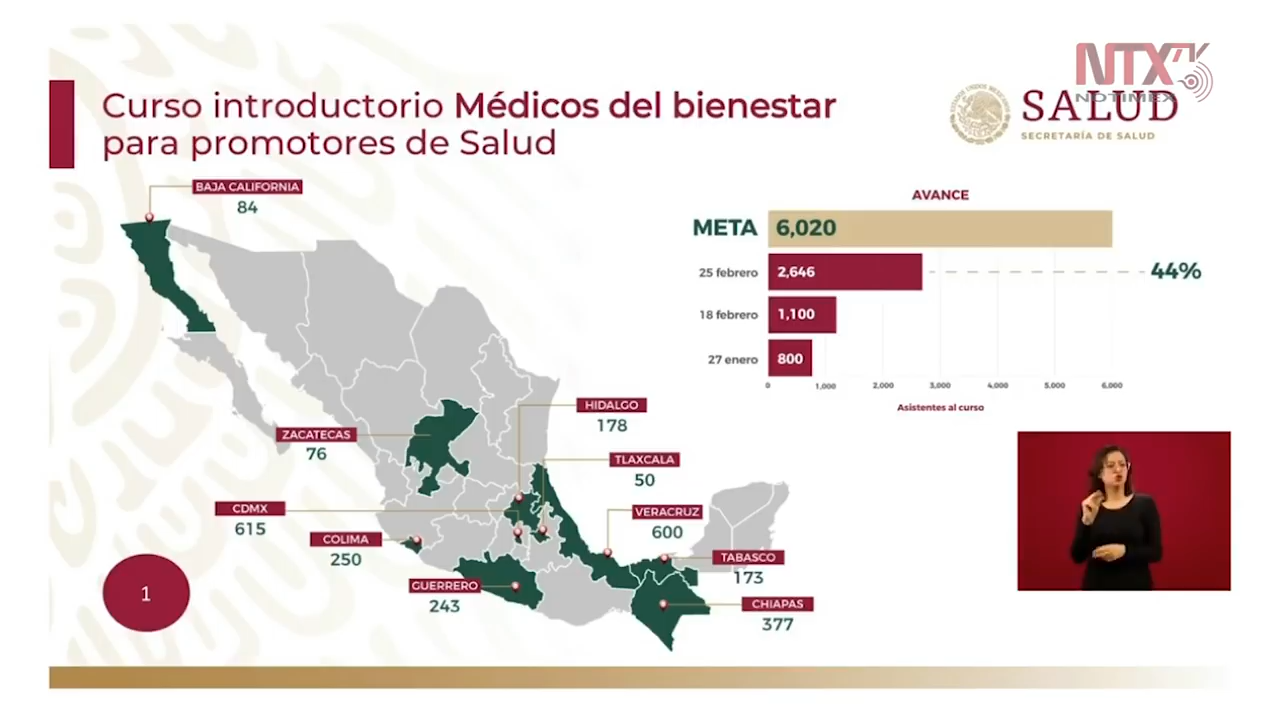 NTX
NOTIMEX
Curso introductorio Médicos del bienestar
para promotores de Salud
SALUD
SECRETARÍA DE SALUD
BAJA CALIFORNIA
84
ZACATECAS
76
CDMX
615
COLIMA
250
GUERRERO
243
HIDALGO
178
TLAXCALA
50
VERACRUZ
600
TABASCO
173
CHIAPAS
377
1
AVANCE
META 6,020
25 febrero 2,646 44%
18 febrero 1,100
27 enero 800
0 1,000 2,000 3,000 4,000 5,000 6,000
Asistentes al curso